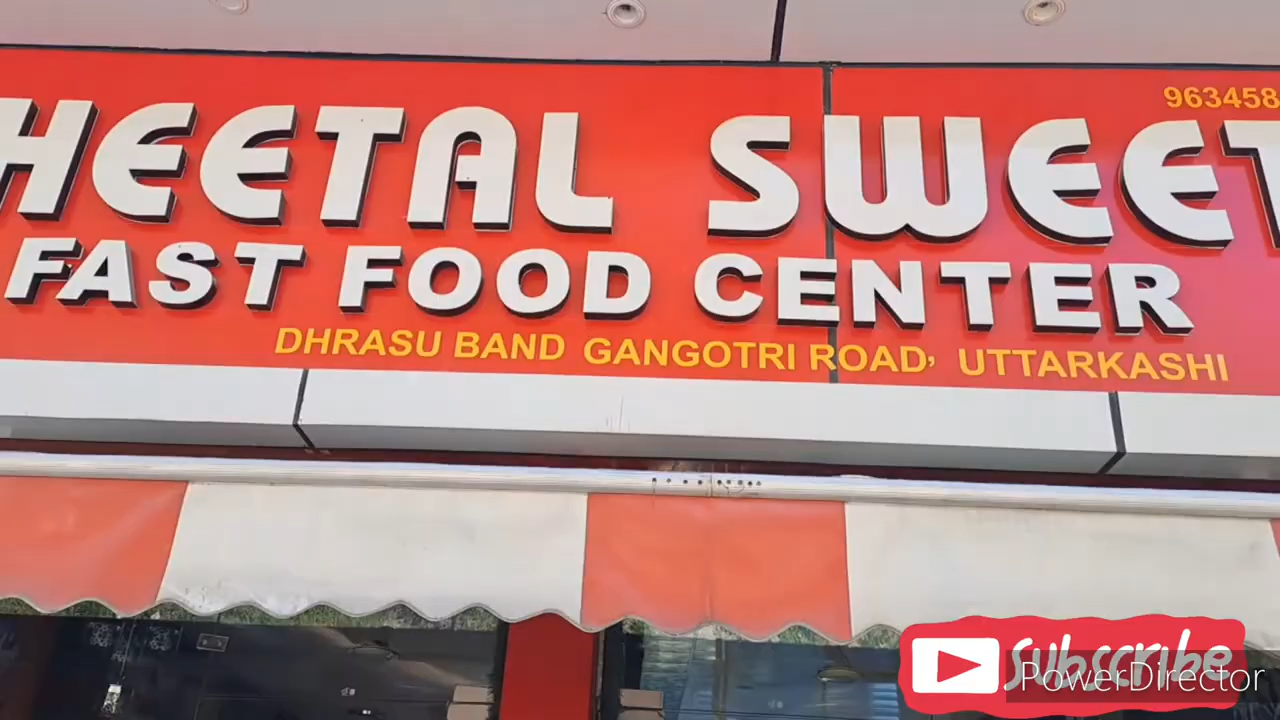 963458
HEETAL SWEET
FAST FOOD CENTER
DHRASU BAND GANGOTRI ROAD, UTTARKASHI
Subscribe
PowerDirector